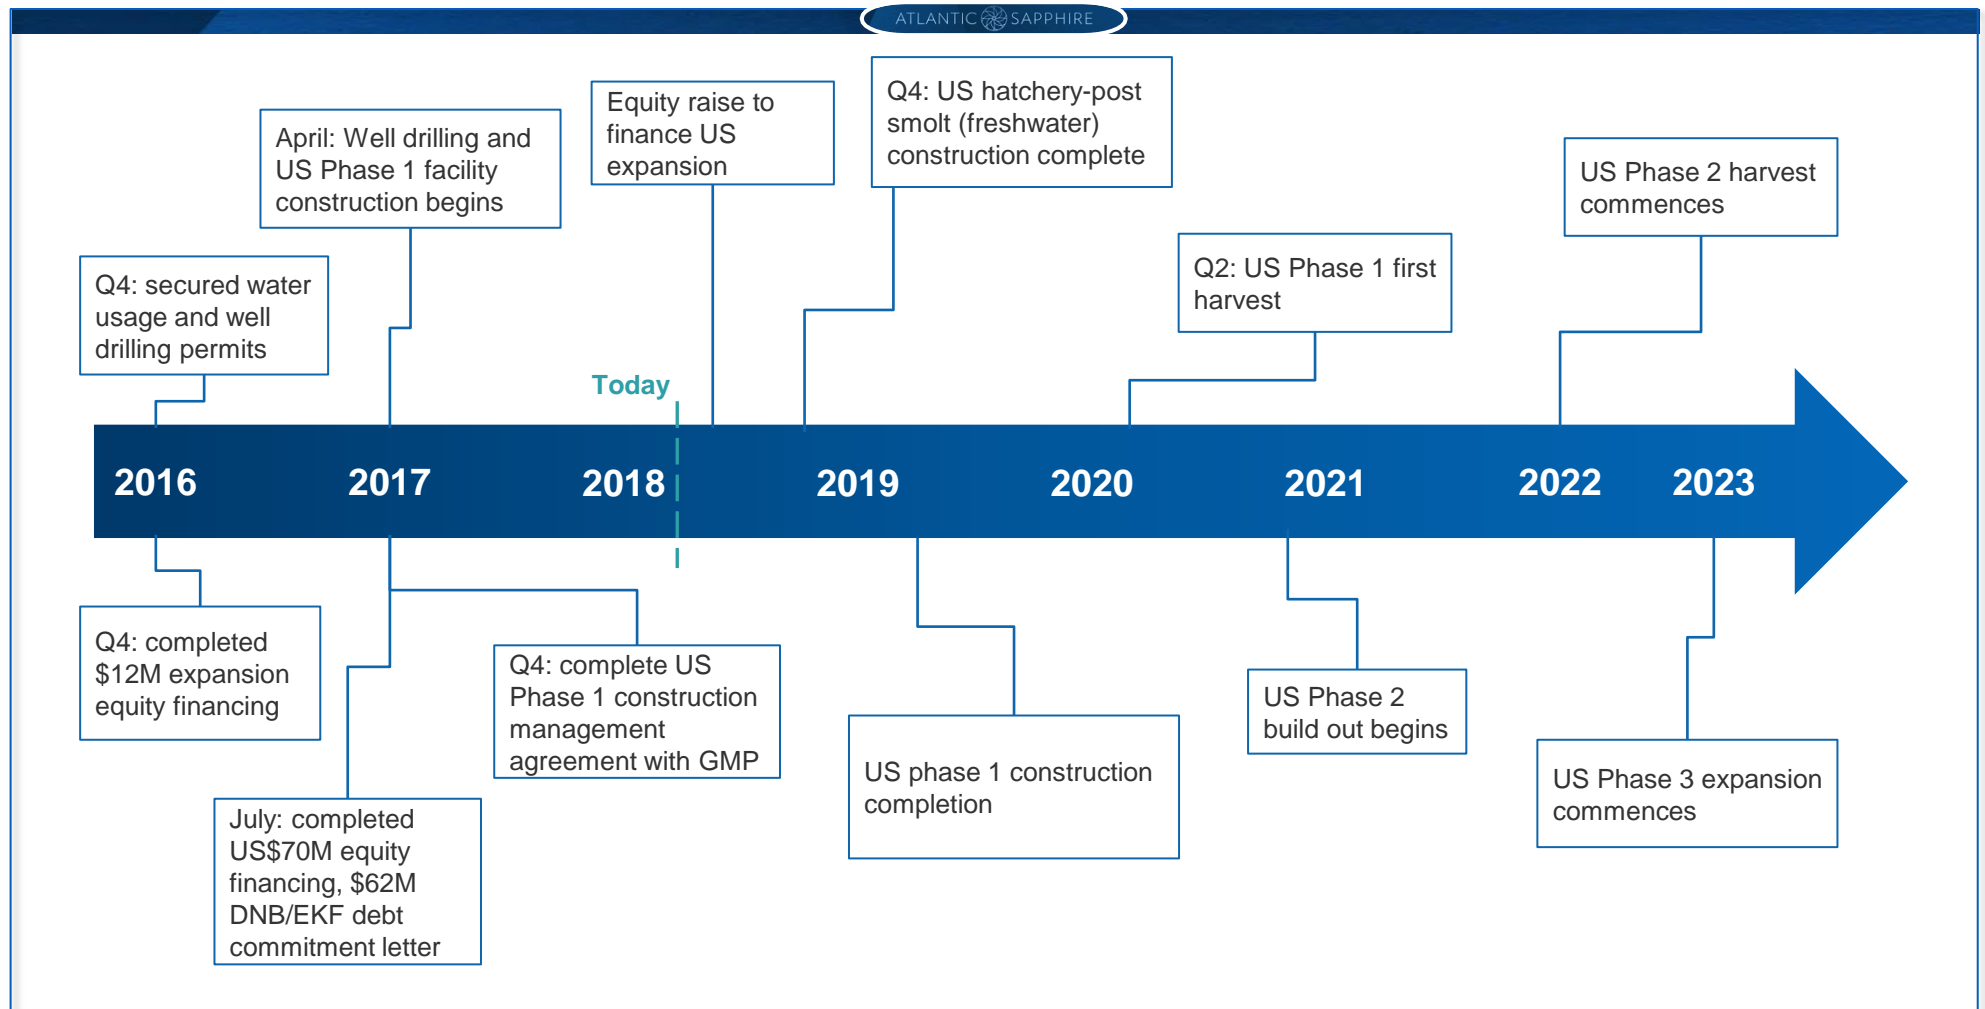 ATLANTIC SAPPHIRE
Q4: secured water
usage and well
drilling permits
April: Well drilling and
US Phase 1 facility
construction begins
Equity raise to
finance US
expansion
Q4: US hatchery-post
smolt (freshwater)
construction complete
Q2: US Phase 1 first
harvest
US Phase 2 harvest
commences
Today
2016 2017 2018 2019 2020 2021 2022 2023
Q4: completed
$12M expansion
equity financing
July: completed
US$70M equity
financing, $62M
DNB/EKF debt
commitment letter
Q4: complete US
Phase 1 construction
management
agreement with GMP
US phase 1 construction
completion
US Phase 2
build out begins
US Phase 3 expansion
commences